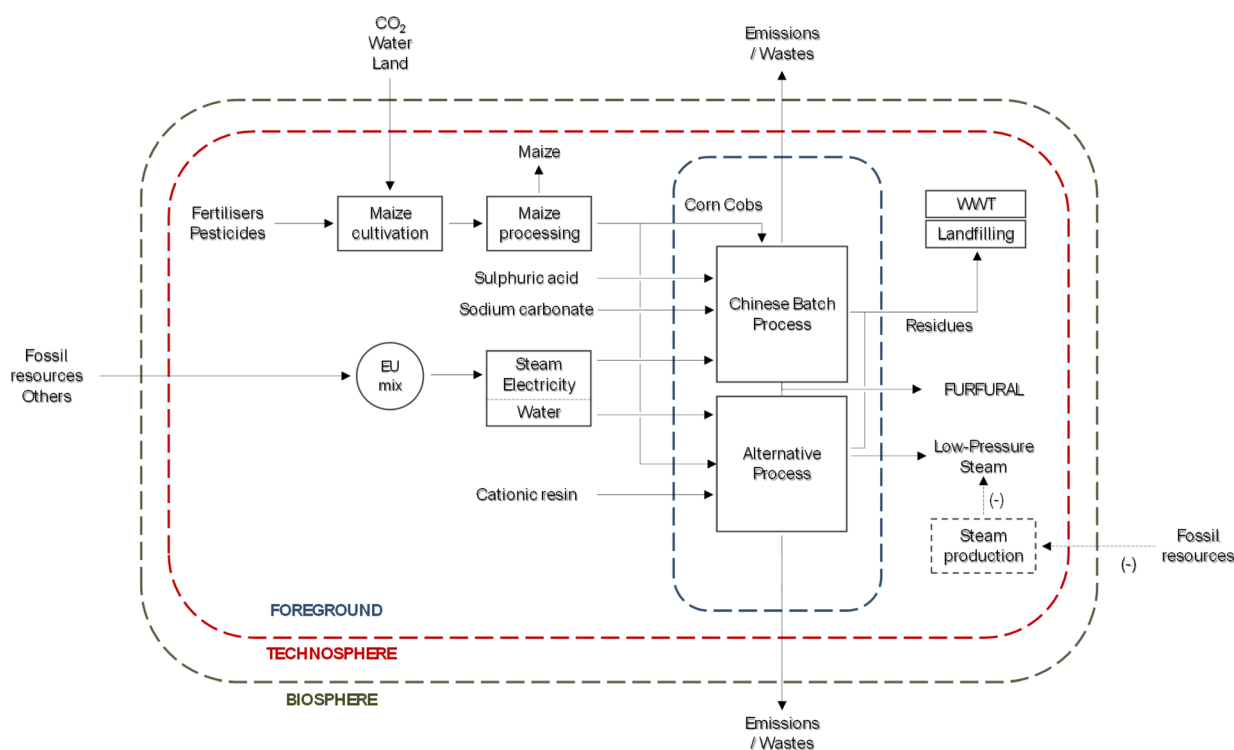 CO2
Water
Land
Emissions
/ Wastes
Maize
Fertilisers
Pesticides
Maize
cultivation
Maize
processing
Corn Cobs
WWT
Landfilling
Sulphuric acid
Sodium carbonate
Chinese Batch
Process
Residues
Fossil
resources
Others
EU
mix
Steam
Electricity
Water
FURFURAL
Alternative
Process
Low-Pressure
Steam
Cationic resin
(-)
Steam
production
(-)
Fossil
resources
FOREGROUND
TECHNOSPHERE
BIOSPHERE
Emissions
/ Wastes